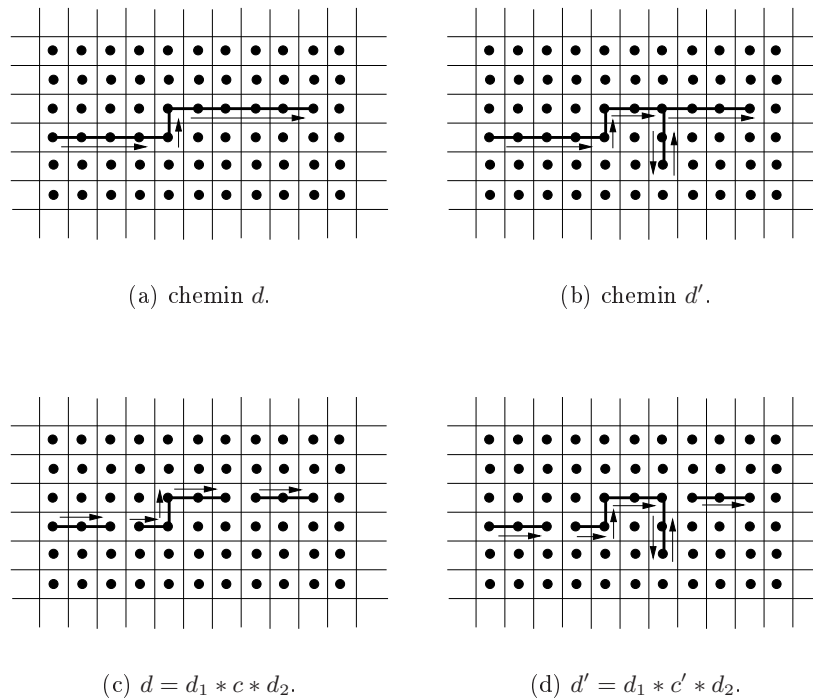 (a) chemin d.
(b) chemin d′.
(c) d = d₁ ∗ c ∗ d₂.
(d) d′ = d₁ ∗ c′ ∗ d₂.